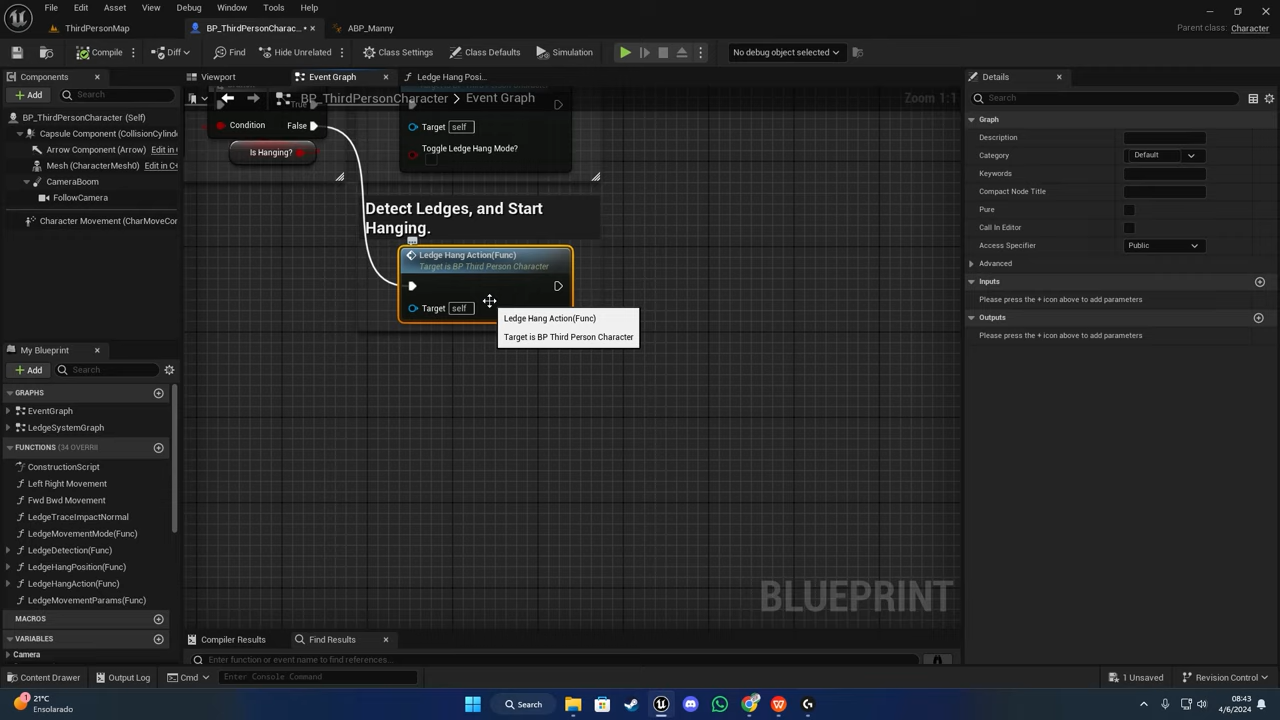 File Edit Asset View Debug Window Tools Help
ThirdPersonMap
BP_ThirdPersonCharac...
ABP_Manny
Parent class: Character
Compile
Diff
Find
Hide Unrelated
Class Settings
Class Defaults
Simulation
No debug object selected
Components
Viewport
Event Graph
Ledge Hang Posi...
Details
Add
Search
BP_ThirdPersonCharacter > Event Graph
Zoom 1:1
Search
BP_ThirdPersonCharacter (Self)
Capsule Component (CollisionCylind
Arrow Component (Arrow) Edit in
Mesh (CharacterMesh0) Edit in C+
CameraBoom
FollowCamera
Character Movement (CharMoveCor
True
Condition
False
Is Hanging?
Target self
Toggle Ledge Hang Mode?
Detect Ledges, and Start
Hanging.
Ledge Hang Action(Func)
Target is BP Third Person Character
Target self
Ledge Hang Action(Func)
Target is BP Third Person Character
BLUEPRINT
Graph
Description
Category Default
Keywords
Compact Node Title
Pure
Call In Editor
Access Specifier Public
Advanced
Inputs
Please press the + icon above to add parameters
Outputs
Please press the + icon above to add parameters
My Blueprint
Add
Search
GRAPHS
EventGraph
LedgeSystemGraph
FUNCTIONS (34 OVERRI
ConstructionScript
Left Right Movement
Fwd Bwd Movement
LedgeTraceImpactNormal
LedgeMovementMode(Func)
LedgeDetection(Func)
LedgeHangPosition(Func)
LedgeHangAction(Func)
LedgeMovementParams(Func)
MACROS
VARIABLES
Camera
Compiler Results
Find Results
Enter function or event name to find references...
Content Drawer
Output Log
Cmd
Enter Console Command
1 Unsaved
Revision Control
21°C
Ensolarado
1
Search
08:43
4/6/2024